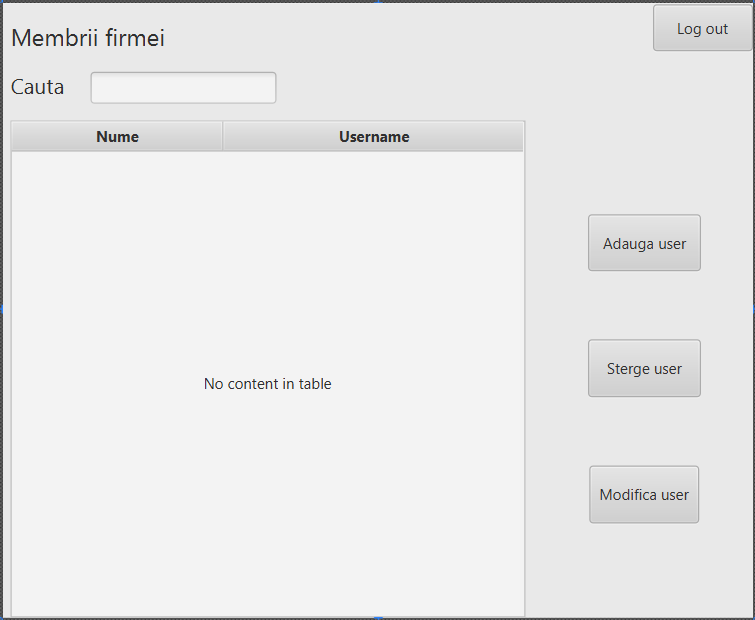 Membrii firmei
Log out
Cauta
Nume
Username
Adauga user
Sterge user
No content in table
Modifica user